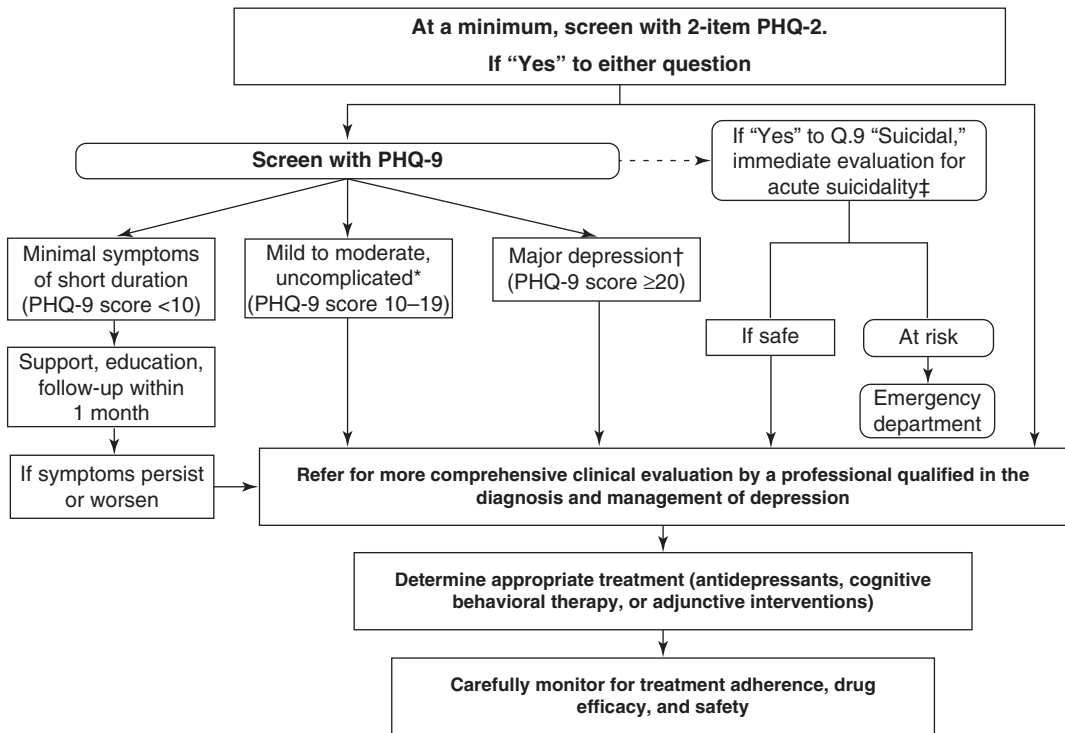 At a minimum, screen with 2-item PHQ-2.
If “Yes” to either question
Screen with PHQ-9
If “Yes” to Q.9 “Suicidal,”
immediate evaluation for
acute suicidality‡
Minimal symptoms
of short duration
(PHQ-9 score <10)
Mild to moderate,
uncomplicated*
(PHQ-9 score 10–19)
Major depression†
(PHQ-9 score ≥20)
If safe
At risk
Support, education,
follow-up within
1 month
Emergency
department
If symptoms persist
or worsen
Refer for more comprehensive clinical evaluation by a professional qualified in the
diagnosis and management of depression
Determine appropriate treatment (antidepressants, cognitive
behavioral therapy, or adjunctive interventions)
Carefully monitor for treatment adherence, drug
efficacy, and safety